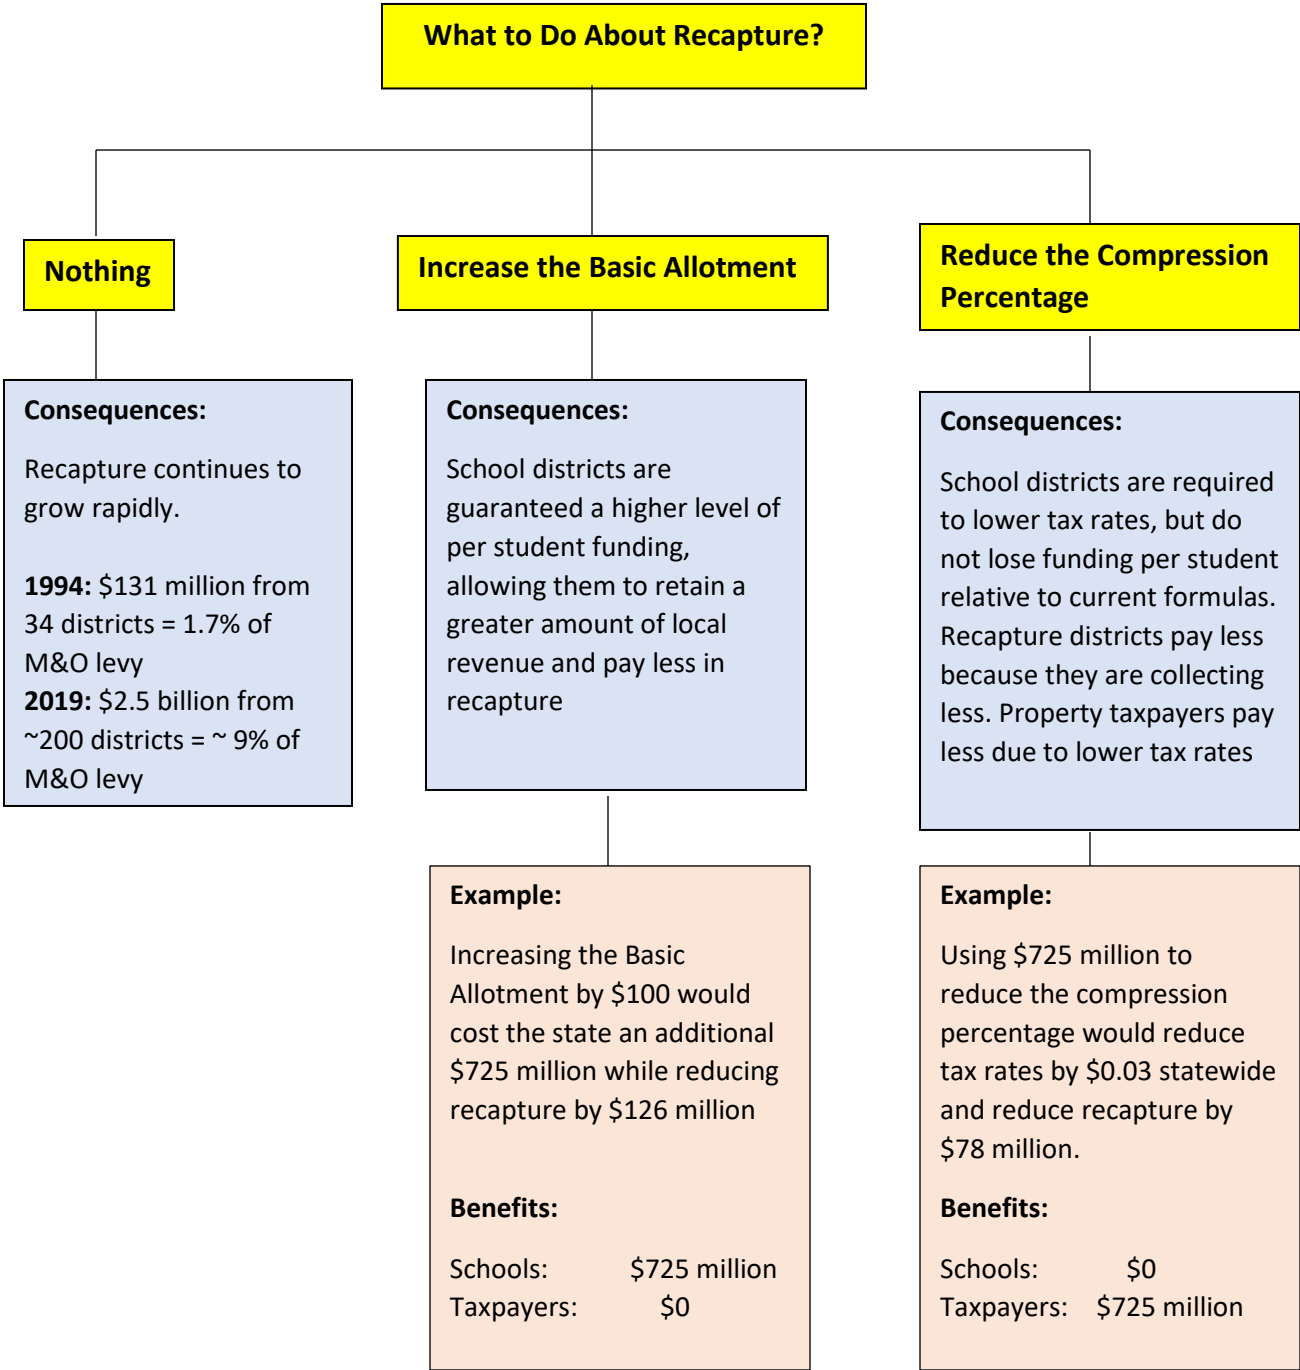 What to Do About Recapture?
Nothing
Increase the Basic Allotment
Reduce the Compression
Percentage
Consequences:
Recapture continues to
grow rapidly.
1994: $131 million from
34 districts = 1.7% of
M&O levy
2019: $2.5 billion from
~200 districts = ~ 9% of
M&O levy
Consequences:
School districts are
guaranteed a higher level of
per student funding,
allowing them to retain a
greater amount of local
revenue and pay less in
recapture
Consequences:
School districts are required
to lower tax rates, but do
not lose funding per student
relative to current formulas.
Recapture districts pay less
because they are collecting
less. Property taxpayers pay
less due to lower tax rates
Example:
Increasing the Basic
Allotment by $100 would
cost the state an additional
$725 million while reducing
recapture by $126 million
Benefits:
Schools: $725 million
Taxpayers: $0
Example:
Using $725 million to
reduce the compression
percentage would reduce
tax rates by $0.03 statewide
and reduce recapture by
$78 million.
Benefits:
Schools: $0
Taxpayers: $725 million